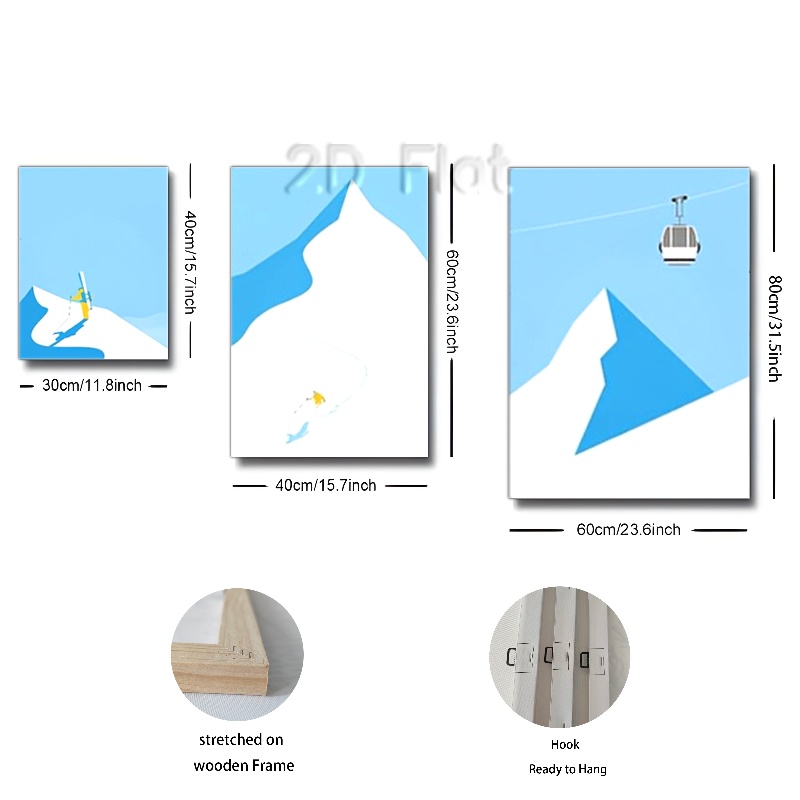 2D Flat
40cm/15.7inch
60cm/23.6inch
80cm/31.5inch
30cm/11.8inch
40cm/15.7inch
60cm/23.6inch
stretched on
wooden Frame
Hook
Ready to Hang